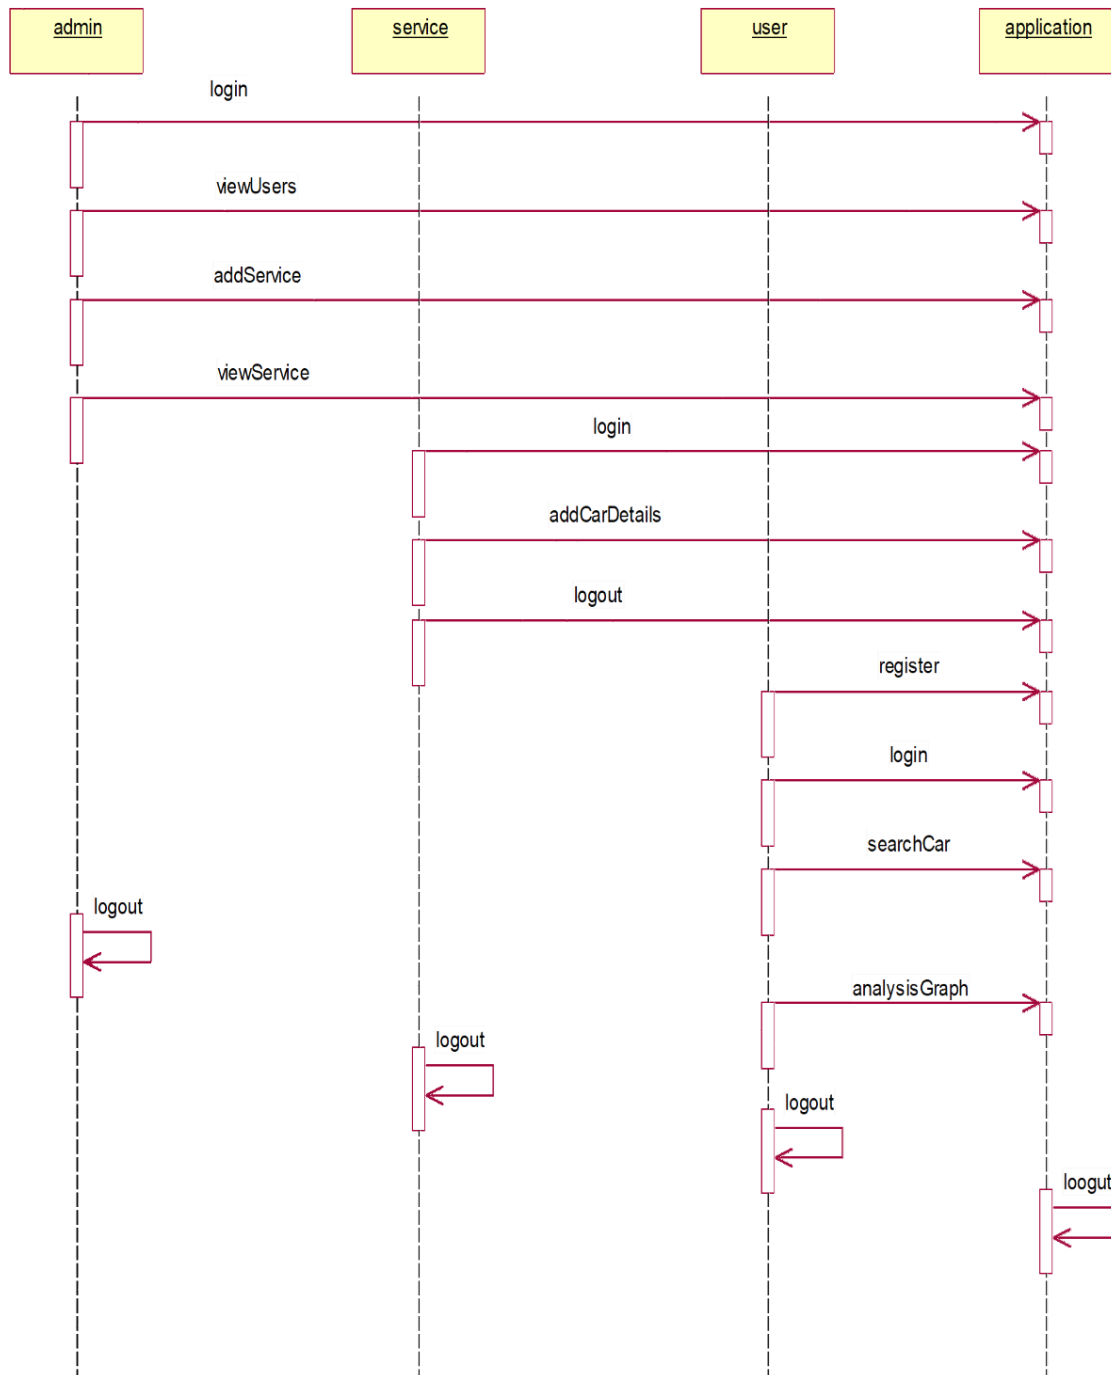 admin
service
user
application
login
viewUsers
addService
viewService
login
addCarDetails
logout
register
login
searchCar
logout
analysisGraph
logout
logout
loogut